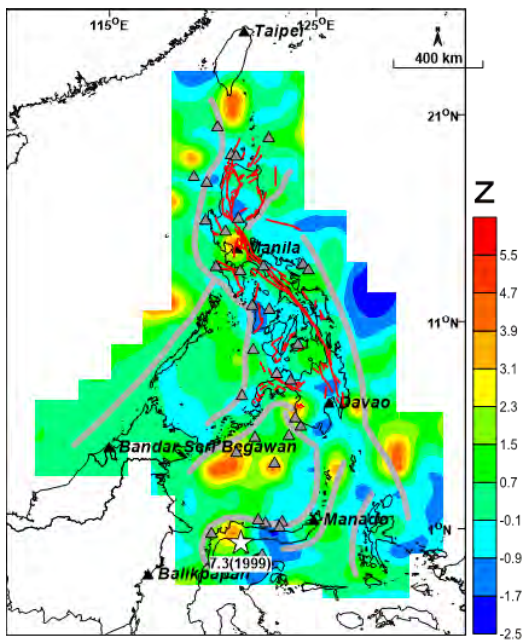 115°E
125°E
Taipei
400 km
21°N
Z
Manila
5.5
4.7
3.9
11°N
3.1
2.3
Davao
1.5
Bandar Seri Begawan
0.7
1°N
Manado
-0.1
-0.9
7.3(1999)
Balikpapan
-1.7
-2.5